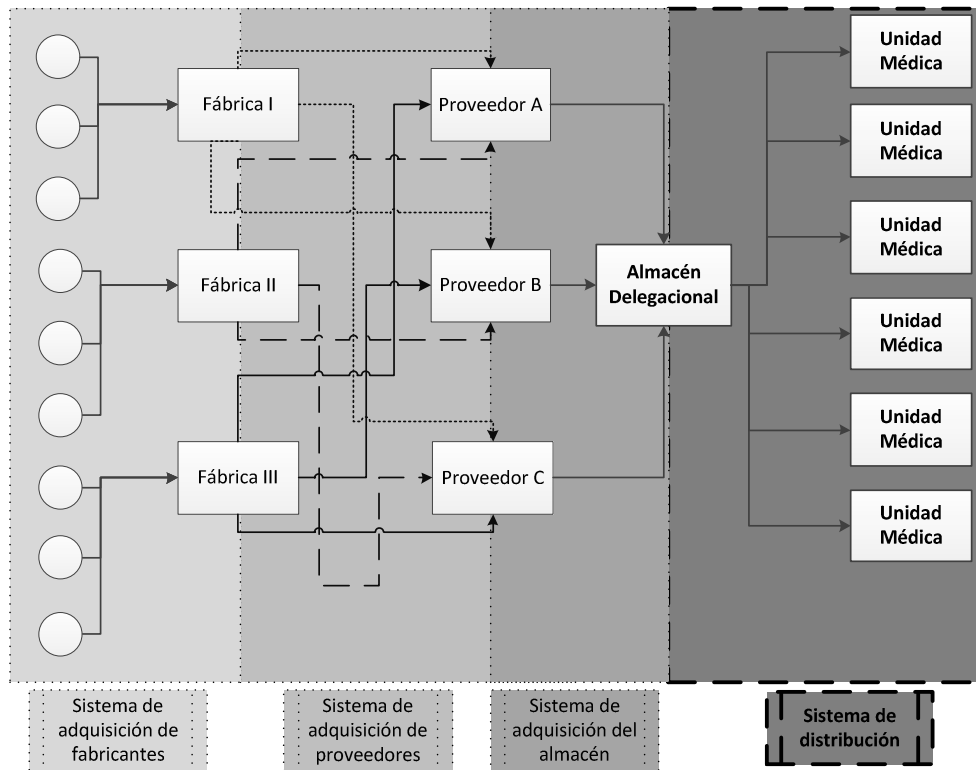 Unidad
Médica
Fábrica I
Proveedor A
Unidad
Médica
Unidad
Médica
Fábrica II
Proveedor B
Almacén
Delegacional
Unidad
Médica
Unidad
Médica
Fábrica III
Proveedor C
Unidad
Médica
Sistema de
adquisición de
fabricantes
Sistema de
adquisición de
proveedores
Sistema de
adquisición del
almacén
Sistema de
distribución